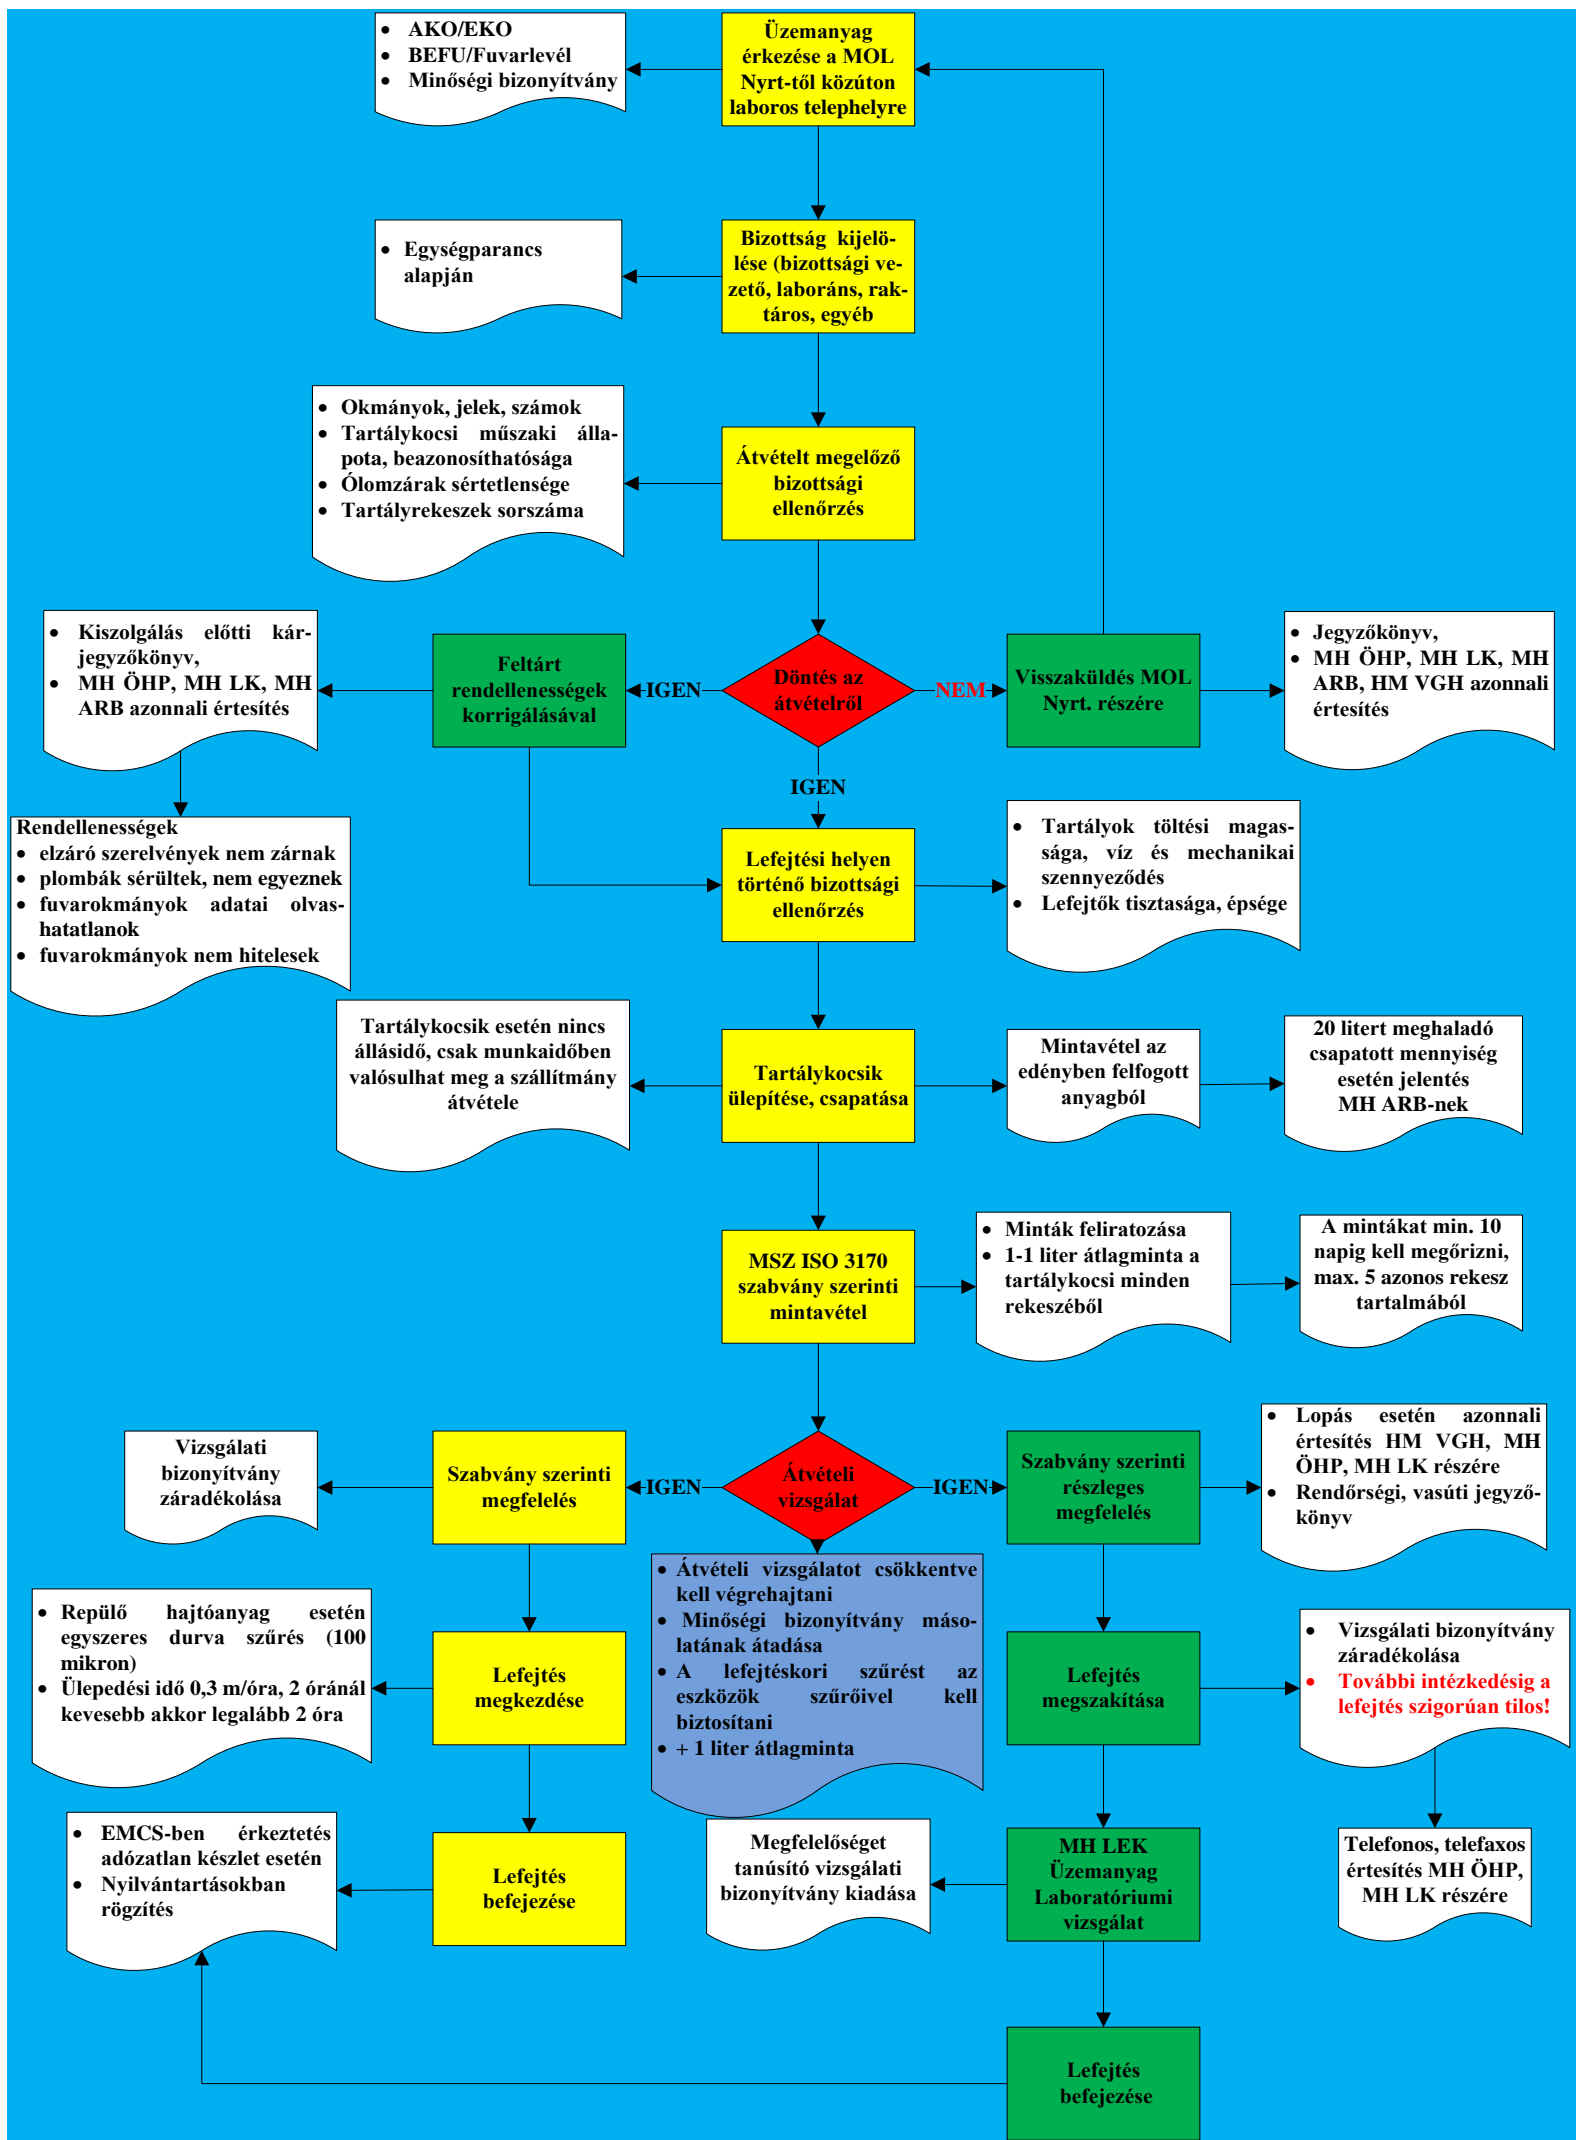 • AKO/EKO
• BEFU/Fuvarlevél
• Minőségi bizonyítvány
Üzemanyag
érkezése a MOL
Nyrt-től közúton
laboros telephelyre
• Egységparancs
alapján
Bizottság kijelö-
lése (bizottsági ve-
zető, laboráns, rak-
táros, egyéb
• Okmányok, jelek, számok
• Tartálykocsi műszaki álla-
pota, beazonosíthatósága
• Ólomzárak sértetlensége
• Tartályrekeszek sorszáma
Átvételt megelőző
bizottsági
ellenőrzés
• Kiszolgálás előtti kár-
jegyzőkönyv,
• MH ÖHP, MH LK, MH
ARB azonnali értesítés
Feltárt
rendellenességek
korrigálásával
IGEN
Döntés az
átvételről
NEM
Visszaküldés MOL
Nyrt. részére
• Jegyzőkönyv,
• MH ÖHP, MH LK, MH
ARB, HM VGH azonnali
értesítés
IGEN
Rendellenességek
• elzáró szerelvények nem zárnak
• plombák sérültek, nem egyeznek
• fuvarokmányok adatai olvas-
hatatlanok
• fuvarokmányok nem hitelesek
Lefejtési helyen
történő bizottsági
ellenőrzés
• Tartályok töltési magas-
sága, víz és mechanikai
szennyeződés
• Lefejtők tisztasága, épsége
Tartálykocsik esetén nincs
állásidő, csak munkaidőben
valósulhat meg a szállítmány
átvétele
Tartálykocsik
ülepítése, csapatása
Mintavétel az
edényben felfogott
anyagból
20 litert meghaladó
csapatott mennyiség
esetén jelentés
MH ARB-nek
MSZ ISO 3170
szabvány szerinti
mintavétel
• Minták feliratozása
• 1-1 liter átlagminta a
tartálykocsi minden
rekeszéből
A mintákat min. 10
napig kell megőrizni,
max. 5 azonos rekesz
tartalmából
Vizsgálati
bizonyítvány
záradékolása
Szabvány szerinti
megfelelés
IGEN
Átvételi
vizsgálat
IGEN
Szabvány szerinti
részleges
megfelelés
• Lopás esetén azonnali
értesítés HM VGH, MH
ÖHP, MH LK részére
• Rendőrségi, vasúti jegyző-
könyv
• Repülő hajtóanyag esetén
egyszeres durva szűrés (100
mikron)
• Ülepedési idő 0,3 m/óra, 2 óránál
kevesebb akkor legalább 2 óra
Lefejtés
megkezdése
• Átvételi vizsgálatot csökkentve
kell végrehajtani
• Minőségi bizonyítvány máso-
latának átadása
• A lefejtéskori szűrést az
eszközök szűrőivel kell
biztosítani
• + 1 liter átlagminta
Lefejtés
megszakítása
• Vizsgálati bizonyítvány
záradékolása
• További intézkedésig a
lefejtés szigorúan tilos!
• EMCS-ben érkeztetés
adózatlan készlet esetén
• Nyilvántartásokban
rögzítés
Lefejtés
befejezése
Megfelelőséget
tanúsító vizsgálati
bizonyítvány kiadása
MH LEK
Üzemanyag
Laboratóriumi
vizsgálat
Telefonos, telefaxos
értesítés MH ÖHP,
MH LK részére
Lefejtés
befejezése